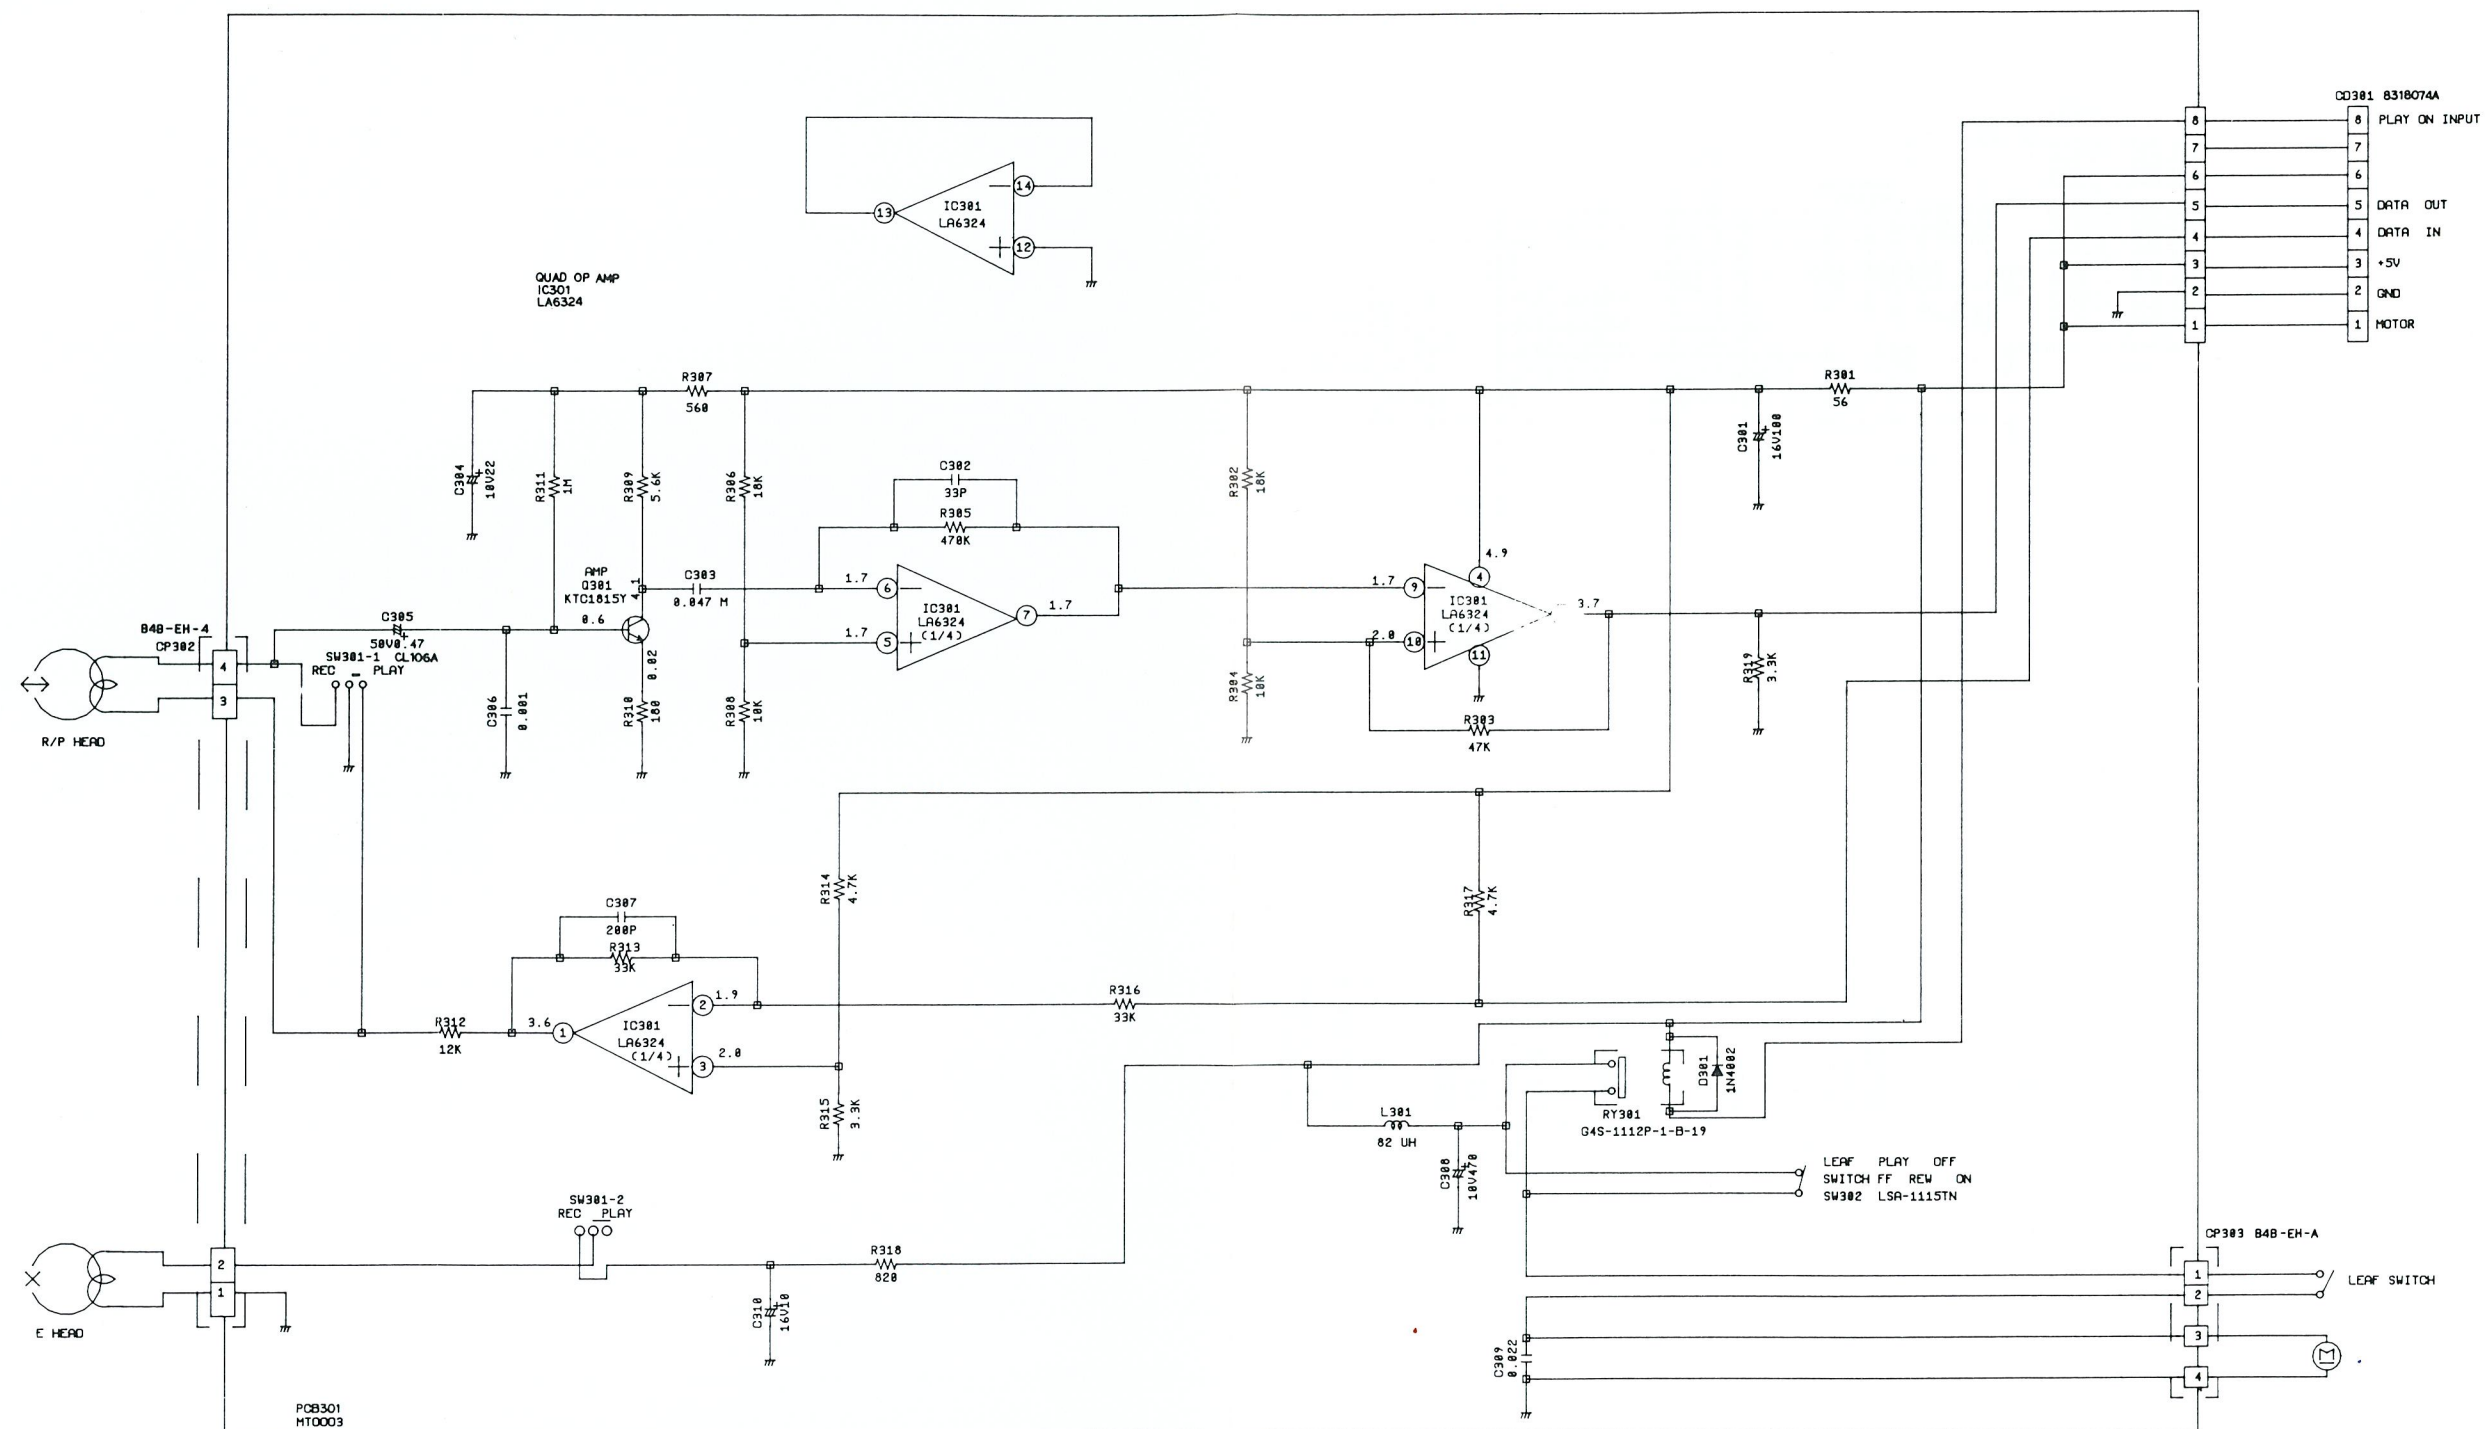 CD301 8318074A
8 8 PLAY ON INPUT
7 7
6 6
5 5 DATA OUT
4 4 DATA IN
3 3 +5V
2 2 GND
1 1 MOTOR
14
13
IC301
LA6324
12
QUAD OP AMP
IC301
LA6324
R307
560
R301
56
C304
10V22
R311
1M
R309
5.6K
R306
18K
C302
33P
R305
470K
R302
18K
C301
16V100
AMP
Q301
KTC1815Y
4.1
0.6
0.02
C303
0.047 M
1.7
6
5
1.7
IC301
LA6324
(1/4)
7
1.7
1.7
9
2.0
10
4.9
4
IC301
LA6324
(1/4)
11
3.7
B4B-EH-4
CP302
4
3
C305
50V0.47
SW301-1 CL106A
REC PLAY
C306
0.001
R310
180
R308
10K
R304
10K
R303
47K
R319
3.3K
R/P HEAD
R314
4.7K
R317
4.7K
C307
200P
R313
33K
R312
12K
3.6
1
IC301
LA6324
(1/4)
2
1.9
3
2.0
R316
33K
R315
3.3K
L301
82 UH
C308
10V470
RY301
G4S-1112P-1-B-19
D301
1N4002
LEAF PLAY OFF
SWITCH FF REW ON
SW302 LSA-1115TN
SW301-2
REC PLAY
R318
820
C310
16V10
2
1
E HEAD
CP303 B4B-EH-A
1
2
3
4
LEAF SWITCH
C309
0.022
M
PCB301
MT0003